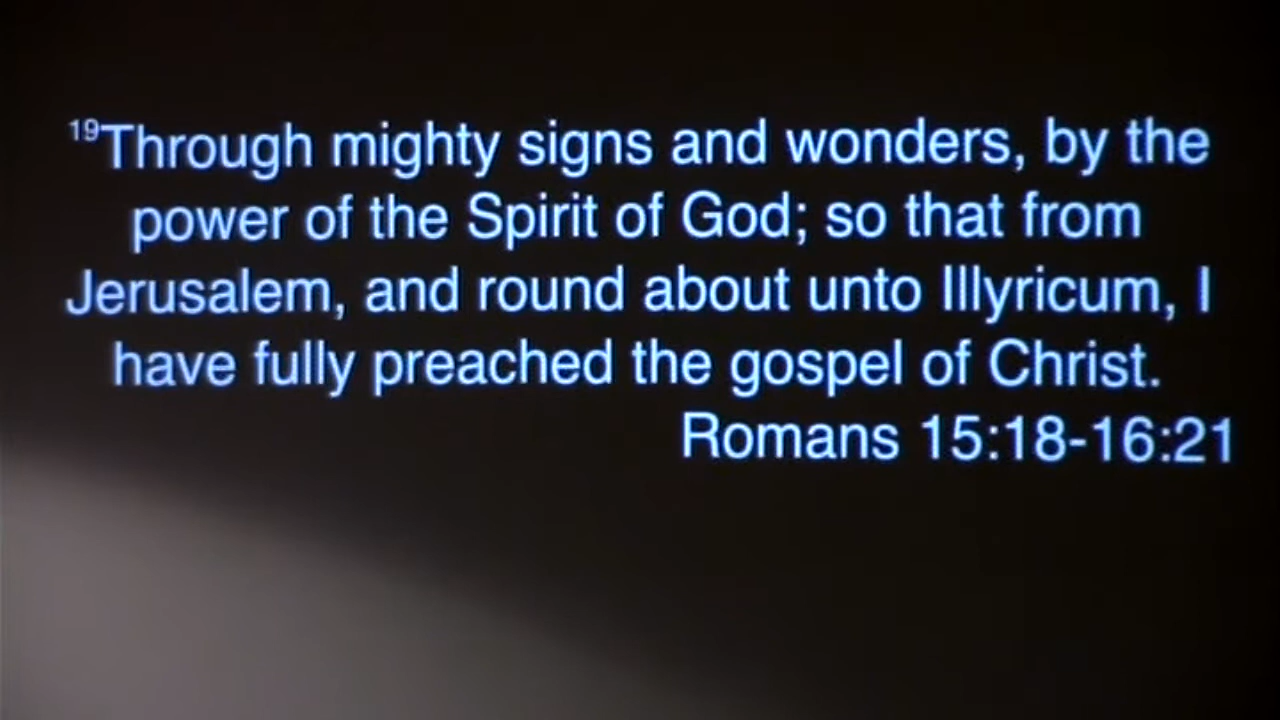 ¹⁹Through mighty signs and wonders, by the
power of the Spirit of God; so that from
Jerusalem, and round about unto Illyricum, I
have fully preached the gospel of Christ.
Romans 15:18-16:21